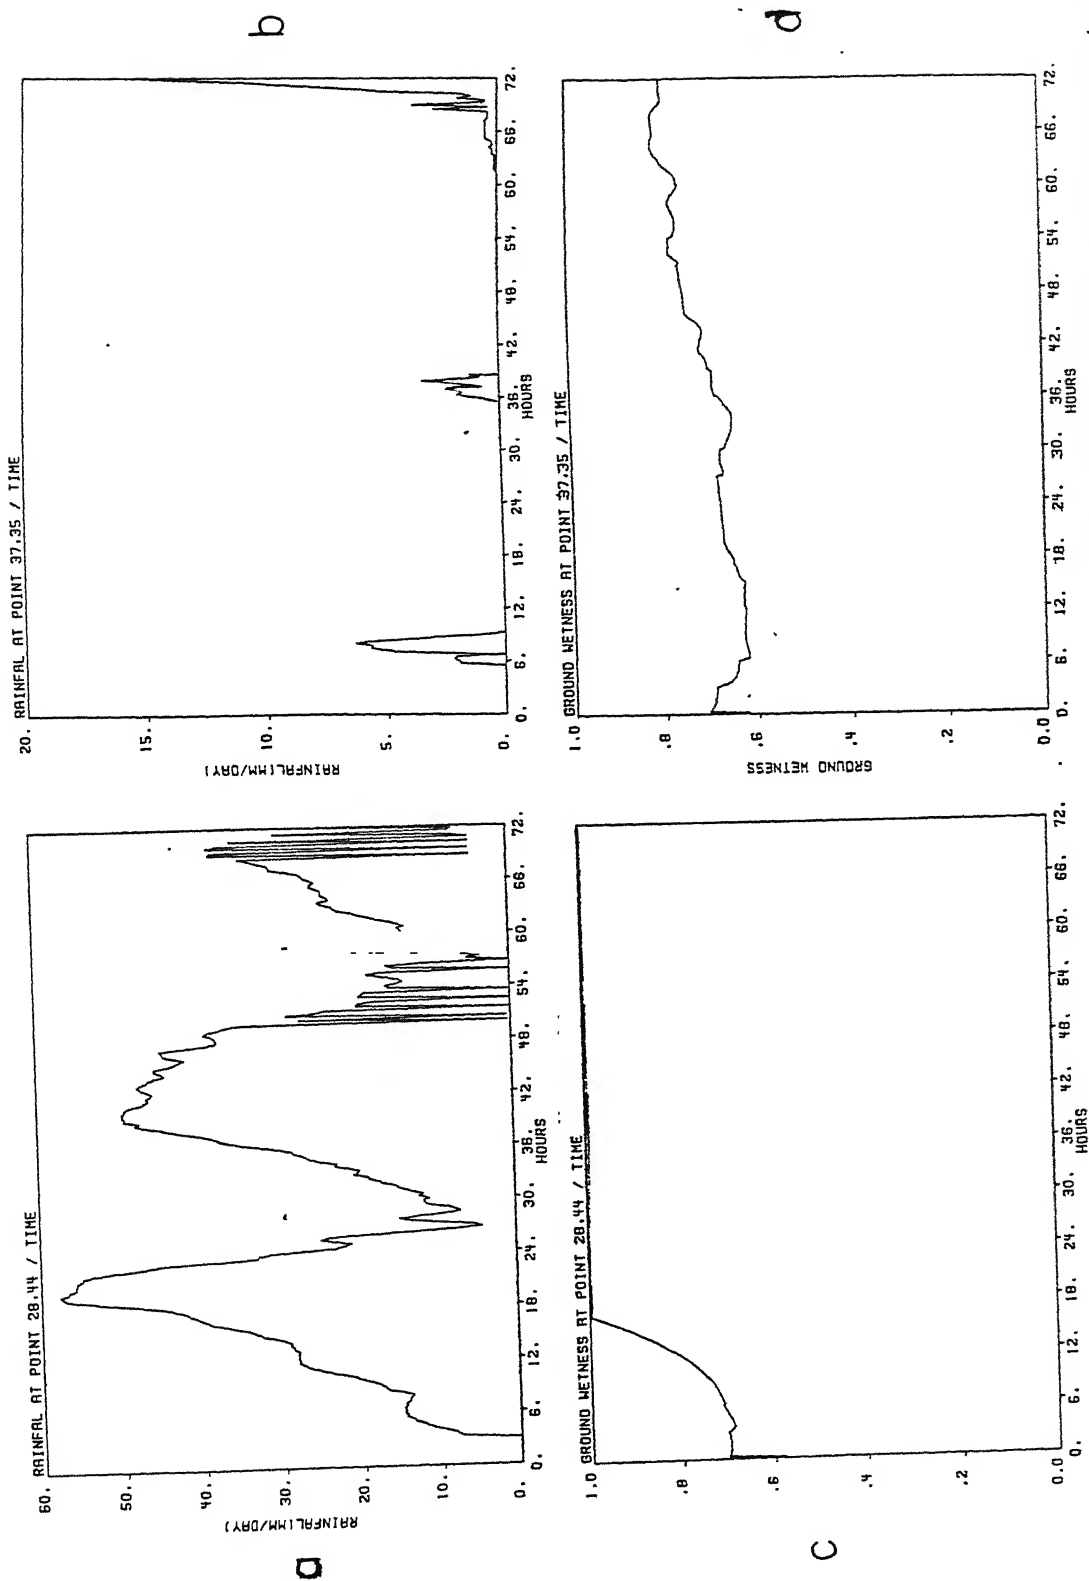 a
RAINFAL AT POINT 28.44 / TIME
RAINFAL(MM/DAY)
60.
50.
40.
30.
20.
10.
0.
0. 6. 12. 18. 24. 30. 36. 42. 48. 54. 60. 66. 72.
HOURS
b
RAINFAL AT POINT 37.35 / TIME
RAINFAL(MM/DAY)
20.
15.
10.
5.
0.
0. 6. 12. 18. 24. 30. 36. 42. 48. 54. 60. 66. 72.
HOURS
c
GROUND WETNESS AT POINT 28.44 / TIME
1.0
.8
.6
.4
.2
0.0
0. 6. 12. 18. 24. 30. 36. 42. 48. 54. 60. 66. 72.
HOURS
d
GROUND WETNESS AT POINT 37.35 / TIME
GROUND WETNESS
1.0
.8
.6
.4
.2
0.0
0. 6. 12. 18. 24. 30. 36. 42. 48. 54. 60. 66. 72.
HOURS